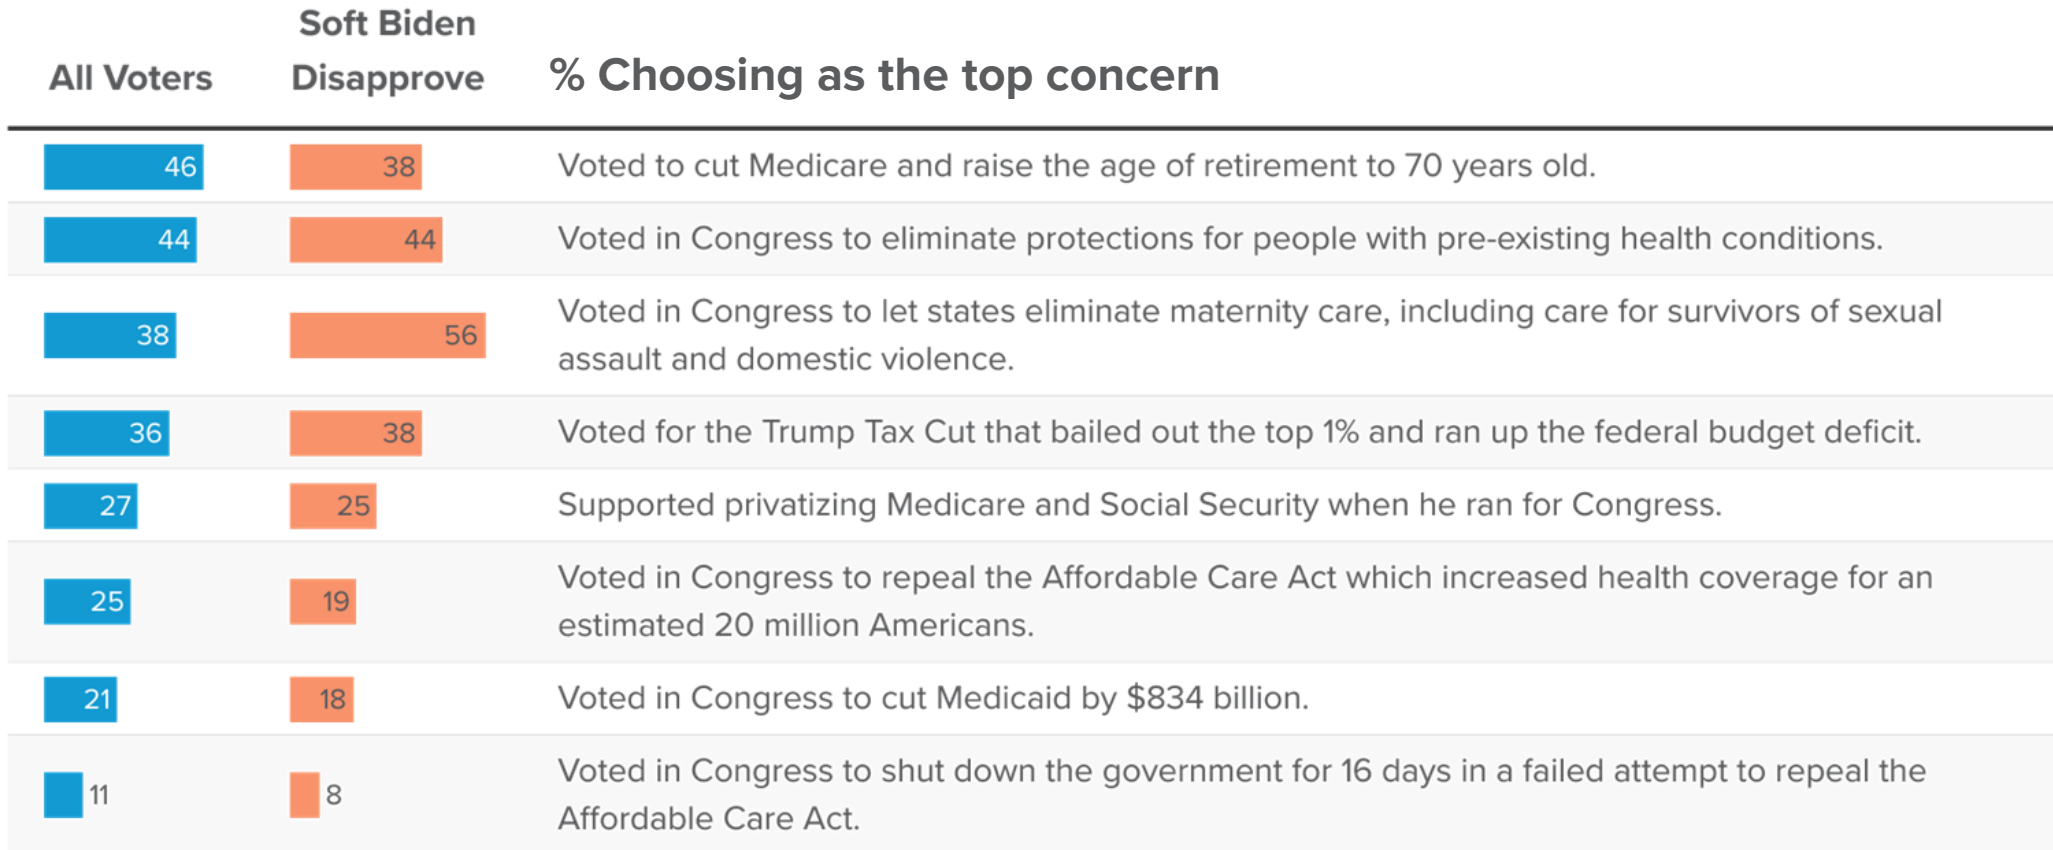 Soft Biden
All Voters Disapprove % Choosing as the top concern
46 38 Voted to cut Medicare and raise the age of retirement to 70 years old.
44 44 Voted in Congress to eliminate protections for people with pre-existing health conditions.
Voted in Congress to let states eliminate maternity care, including care for survivors of sexual
38 56
assault and domestic violence.
36 38 Voted for the Trump Tax Cut that bailed out the top 1% and ran up the federal budget deficit.
27 25 Supported privatizing Medicare and Social Security when he ran for Congress.
Voted in Congress to repeal the Affordable Care Act which increased health coverage for an
25 19
estimated 20 million Americans.
21 18 Voted in Congress to cut Medicaid by $834 billion.
Voted in Congress to shut down the government for 16 days in a failed attempt to repeal the
11 8
Affordable Care Act.